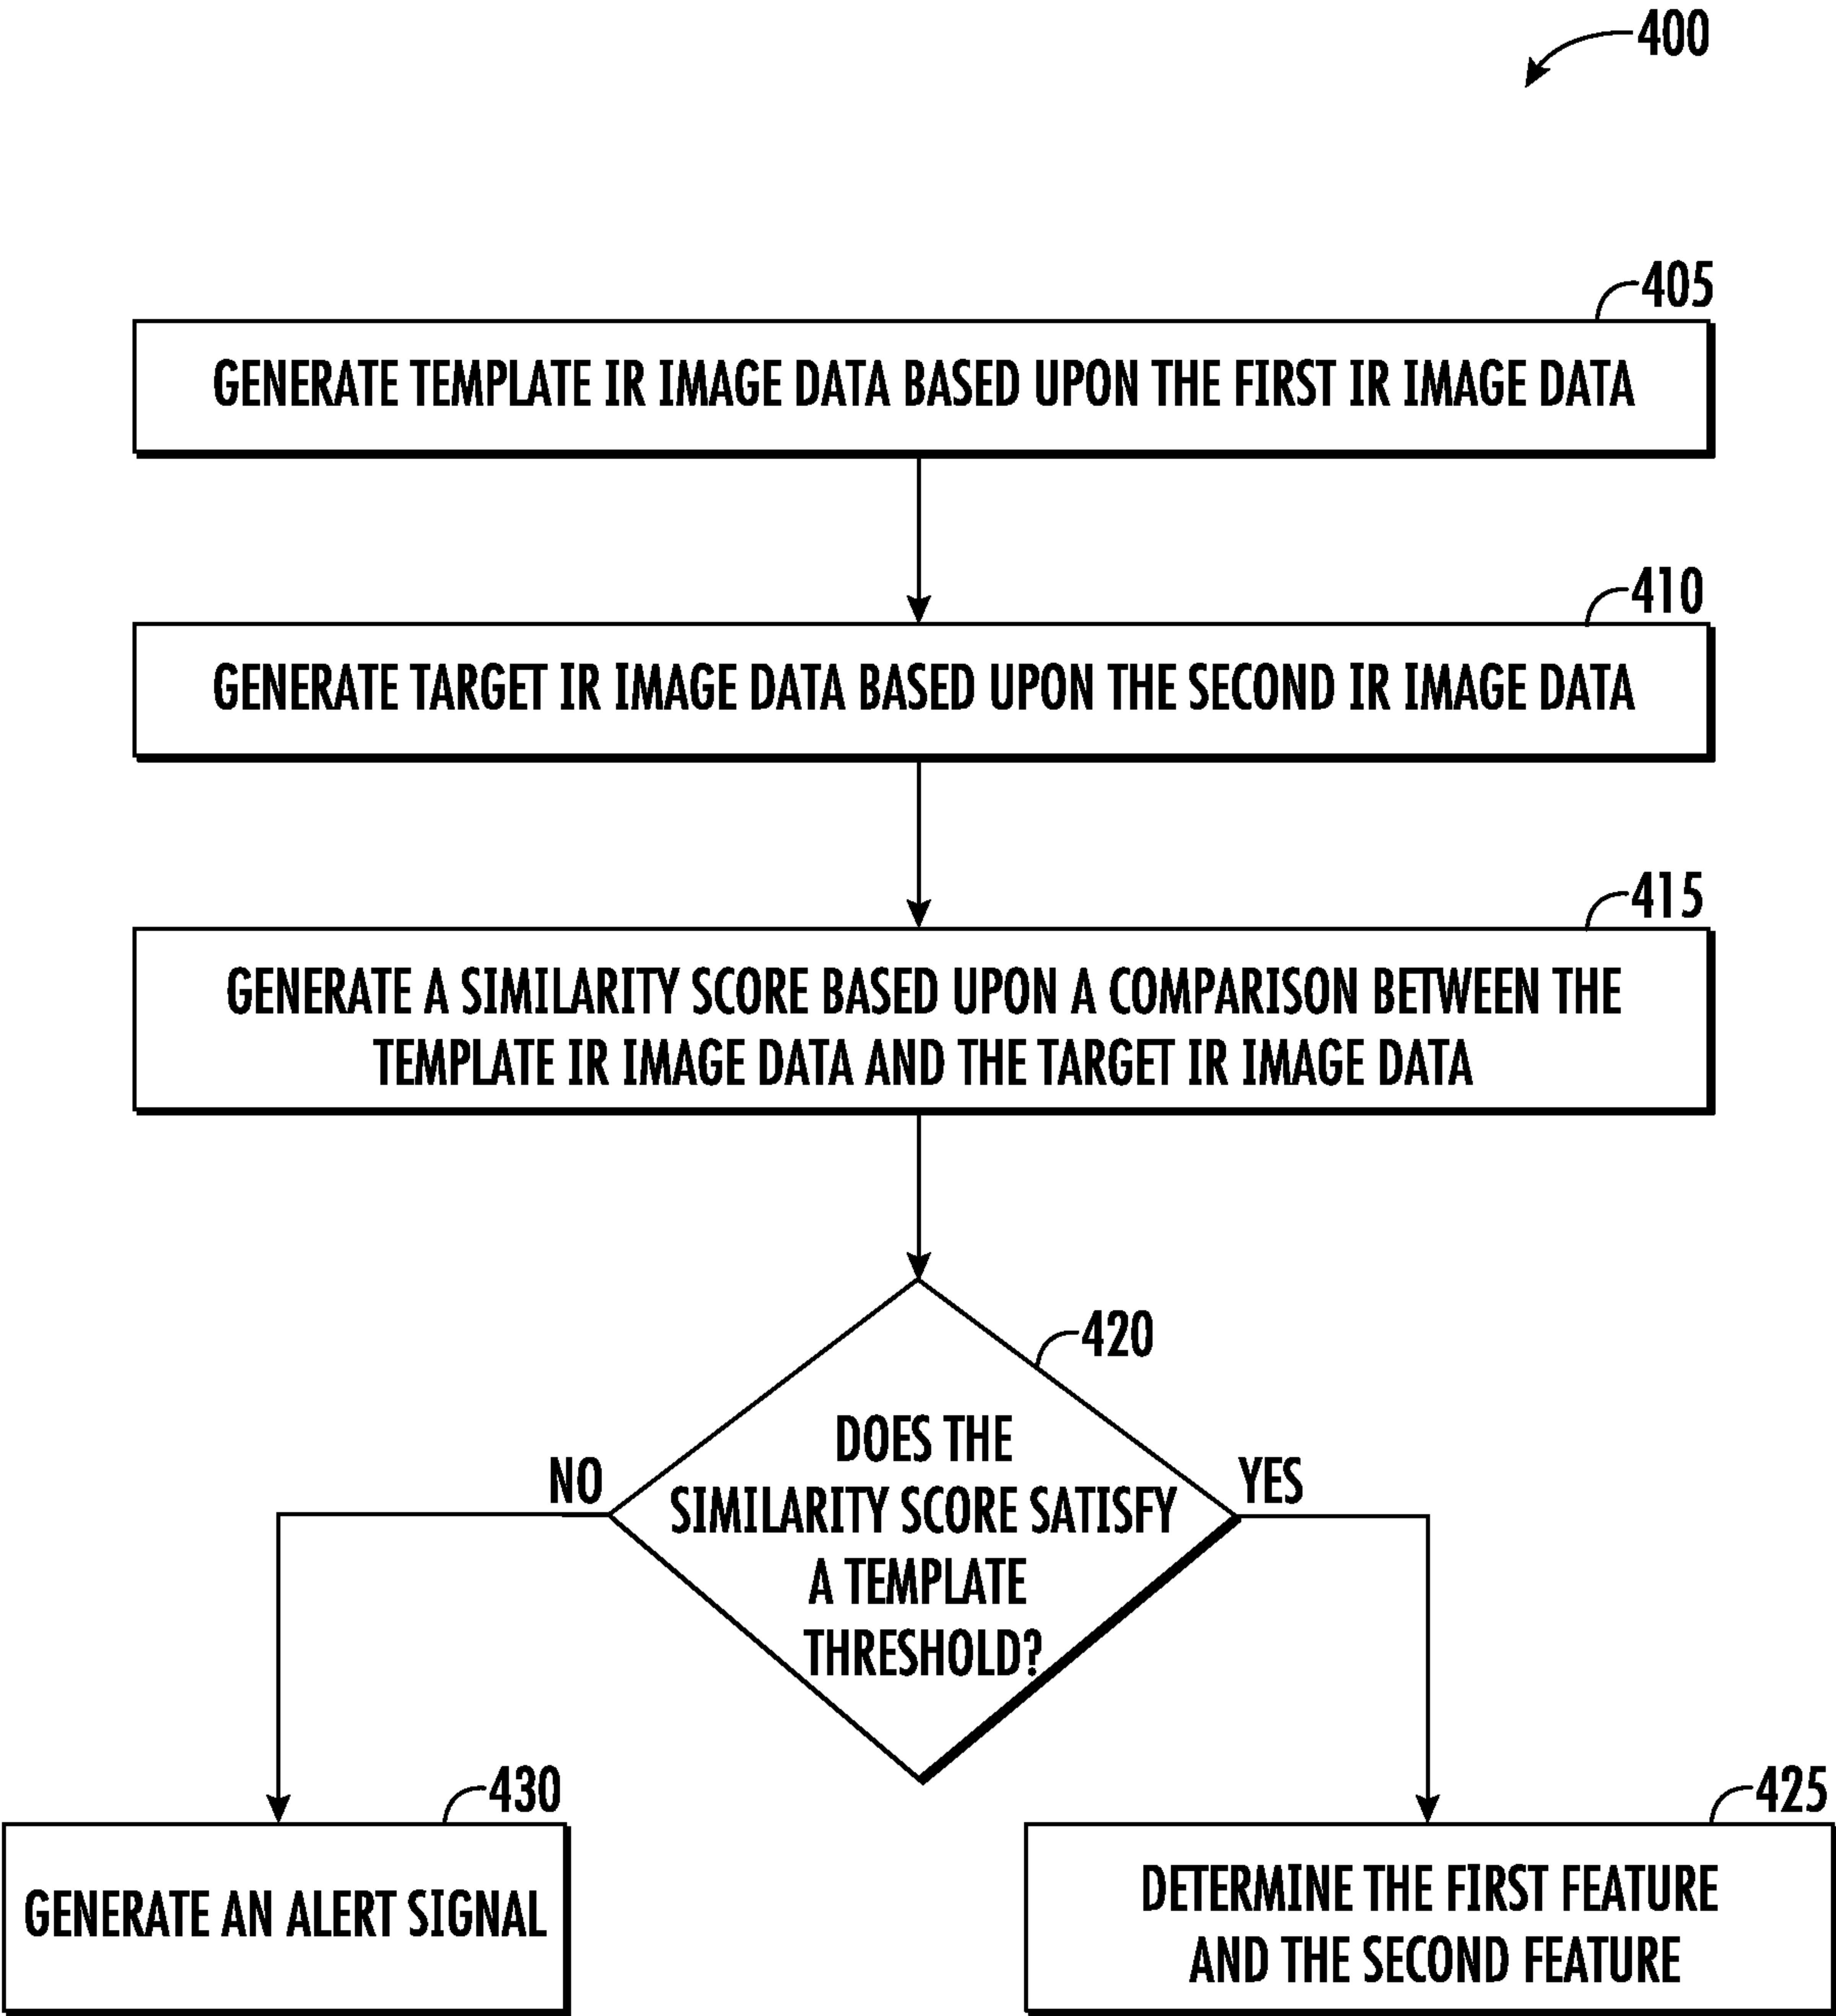 400
405
GENERATE TEMPLATE IR IMAGE DATA BASED UPON THE FIRST IR IMAGE DATA
410
GENERATE TARGET IR IMAGE DATA BASED UPON THE SECOND IR IMAGE DATA
415
GENERATE A SIMILARITY SCORE BASED UPON A COMPARISON BETWEEN THE
TEMPLATE IR IMAGE DATA AND THE TARGET IR IMAGE DATA
420
DOES THE
SIMILARITY SCORE SATISFY
A TEMPLATE
THRESHOLD?
NO
YES
430
GENERATE AN ALERT SIGNAL
425
DETERMINE THE FIRST FEATURE
AND THE SECOND FEATURE